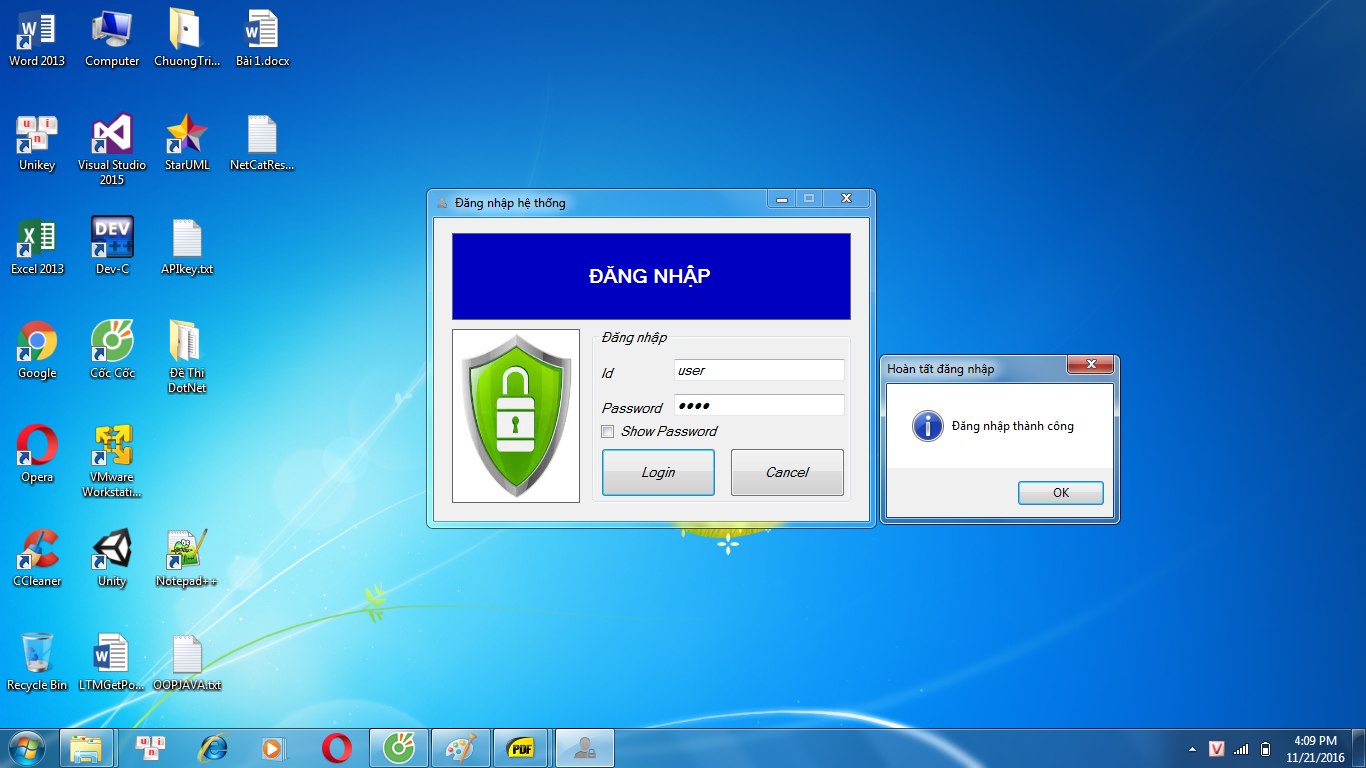 Word 2013
Computer
ChuongTri...
Bài 1.docx
Unikey
Visual Studio
2015
StarUML
NetCatRes...
Excel 2013
DEV
Dev-C
APIkey.txt
Google
Cốc Cốc
Đề Thi
DotNet
Opera
VMware
Workstati...
CCleaner
Unity
Notepad++
Recycle Bin
LTMGetPo...
OOPJAVA.txt
Đăng nhập hệ thống
ĐĂNG NHẬP
Đăng nhập
Id
user
Password
Show Password
Login
Cancel
Hoàn tất đăng nhập
Đăng nhập thành công
OK
PDF
V
4:09 PM
11/21/2016